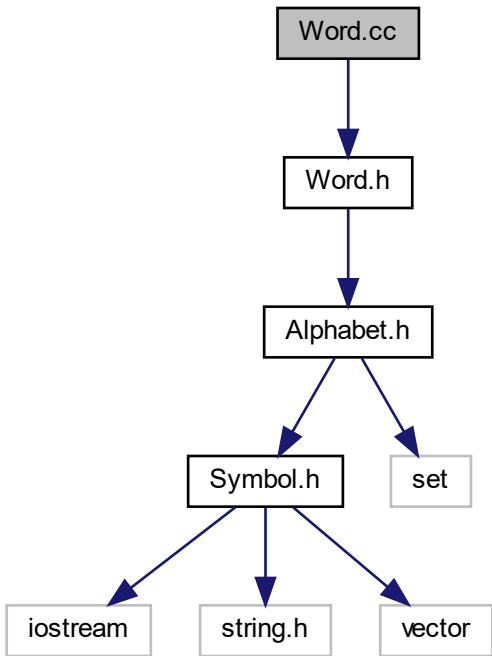 Word.cc
Word.h
Alphabet.h
Symbol.h
set
iostream
string.h
vector